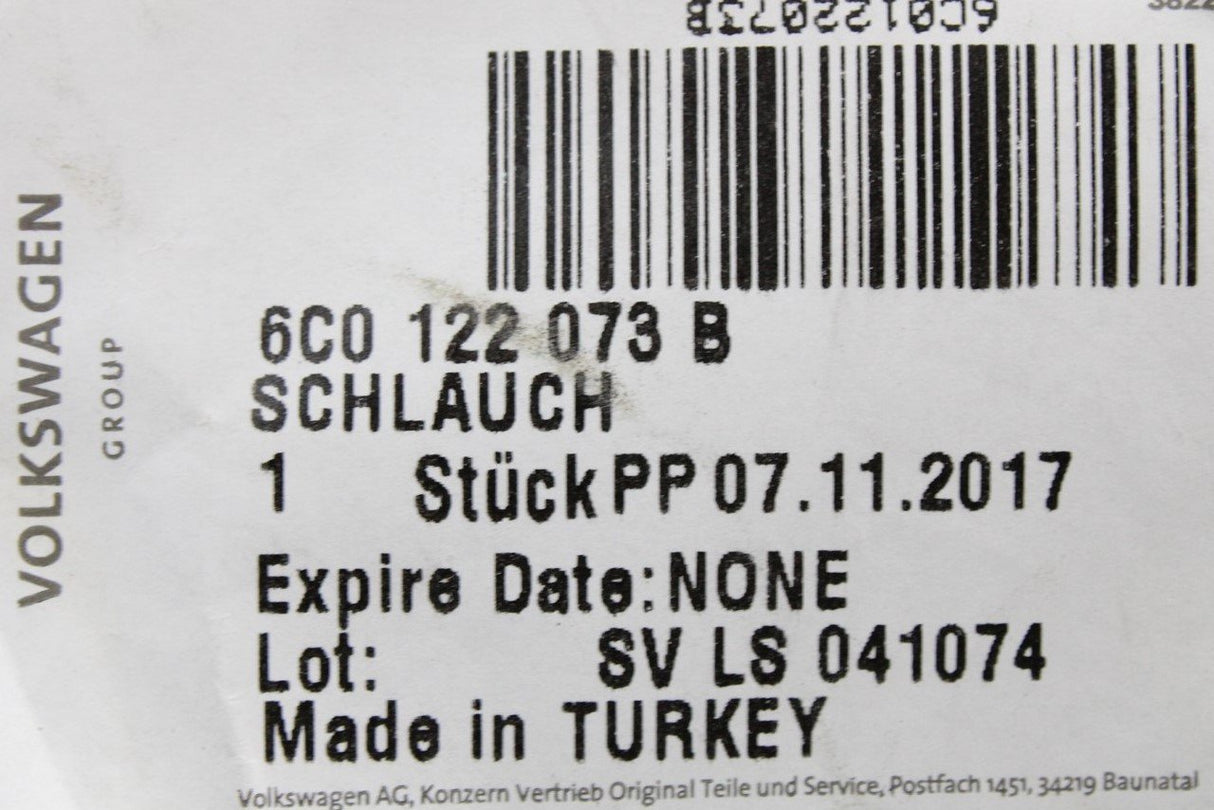 6C0122073B
6C0 122 073 B
SCHLAUCH
1 Stück PP 07.11.2017
Expire Date:NONE
Lot: SV LS 041074
Made in TURKEY
Volkswagen AG, Konzern Vertrieb Original Teile und Service, Postfach 1451, 34219 Baunatal
VOLKSWAGEN
GROUP